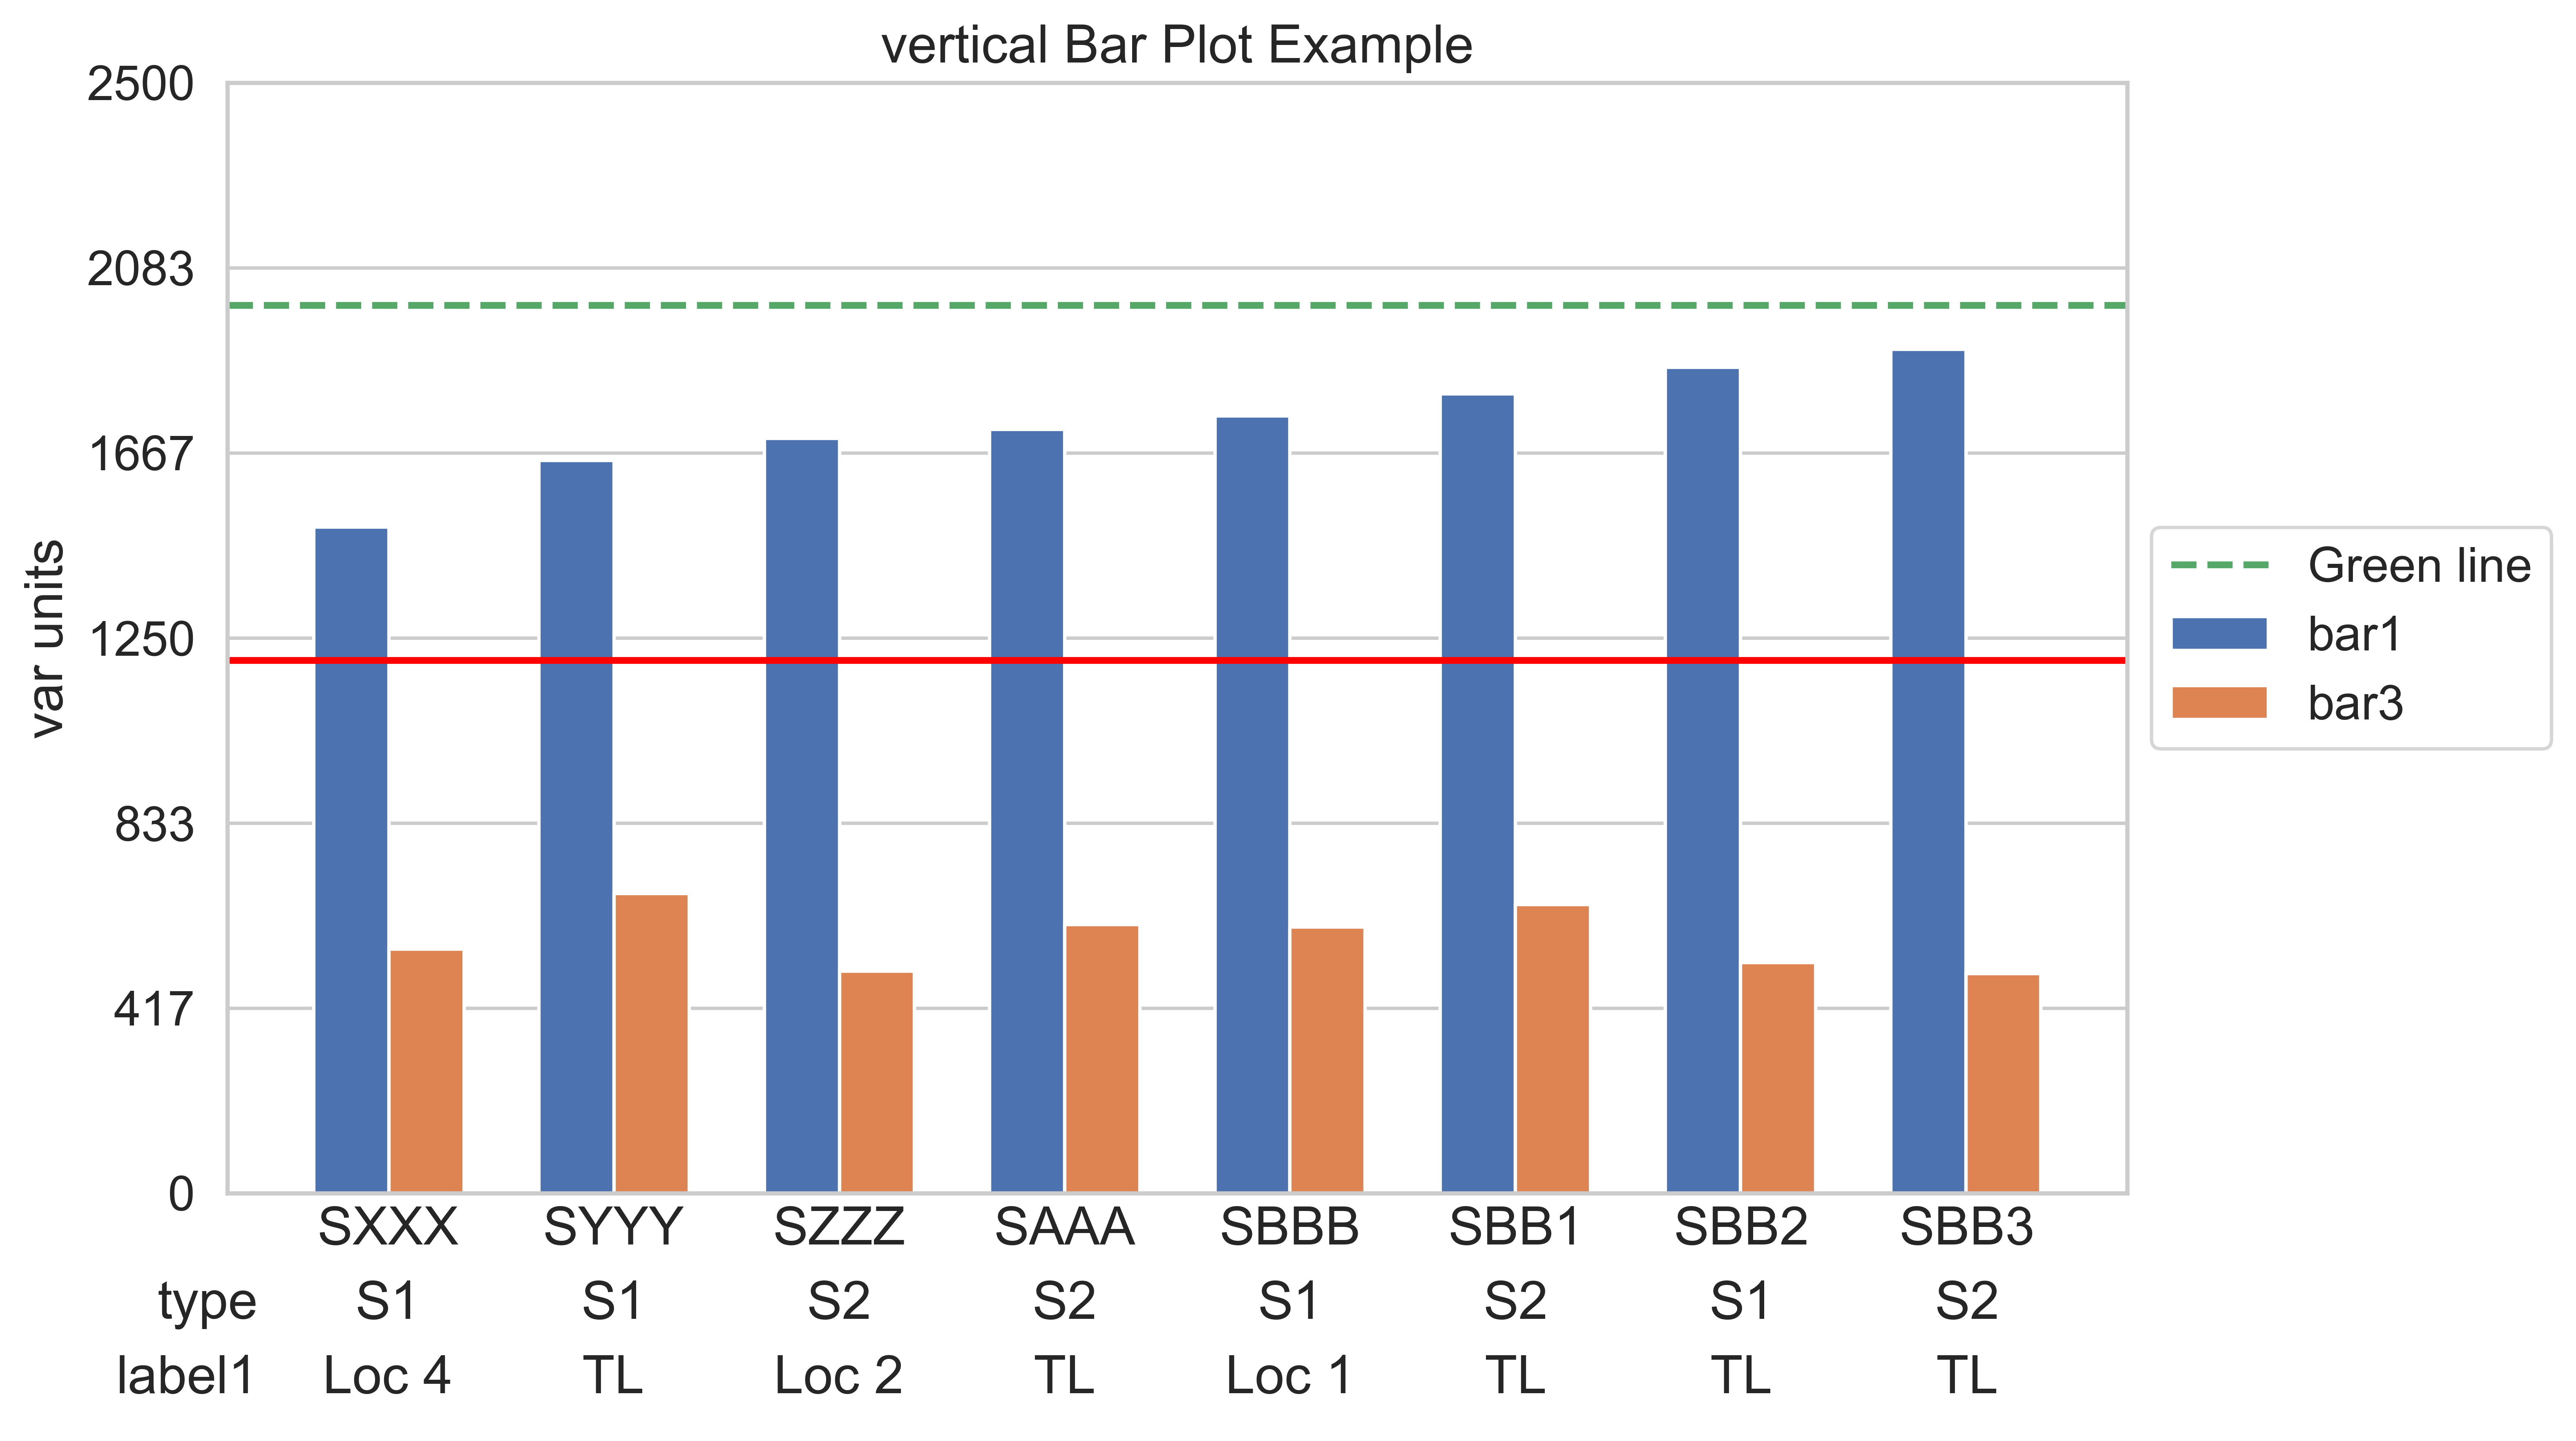 vertical Bar Plot Example
2500
2083
1667
1250
833
417
0
var units
Green line
bar1
bar3
SXXX SYYY SZZZ SAAA SBBB SBB1 SBB2 SBB3
type S1 S1 S2 S2 S1 S2 S1 S2
label1 Loc 4 TL Loc 2 TL Loc 1 TL TL TL